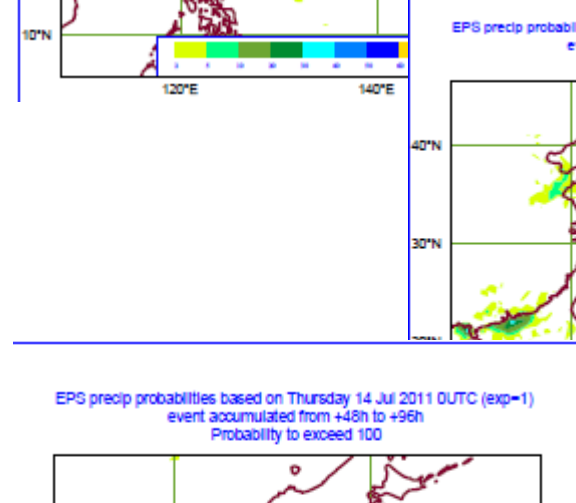 10°N
120°E
140°E
EPS precip probabil
e
40°N
30°N
EPS precip probabilities based on Thursday 14 Jul 2011 0UTC (exp=1)
event accumulated from +48h to +96h
Probability to exceed 100